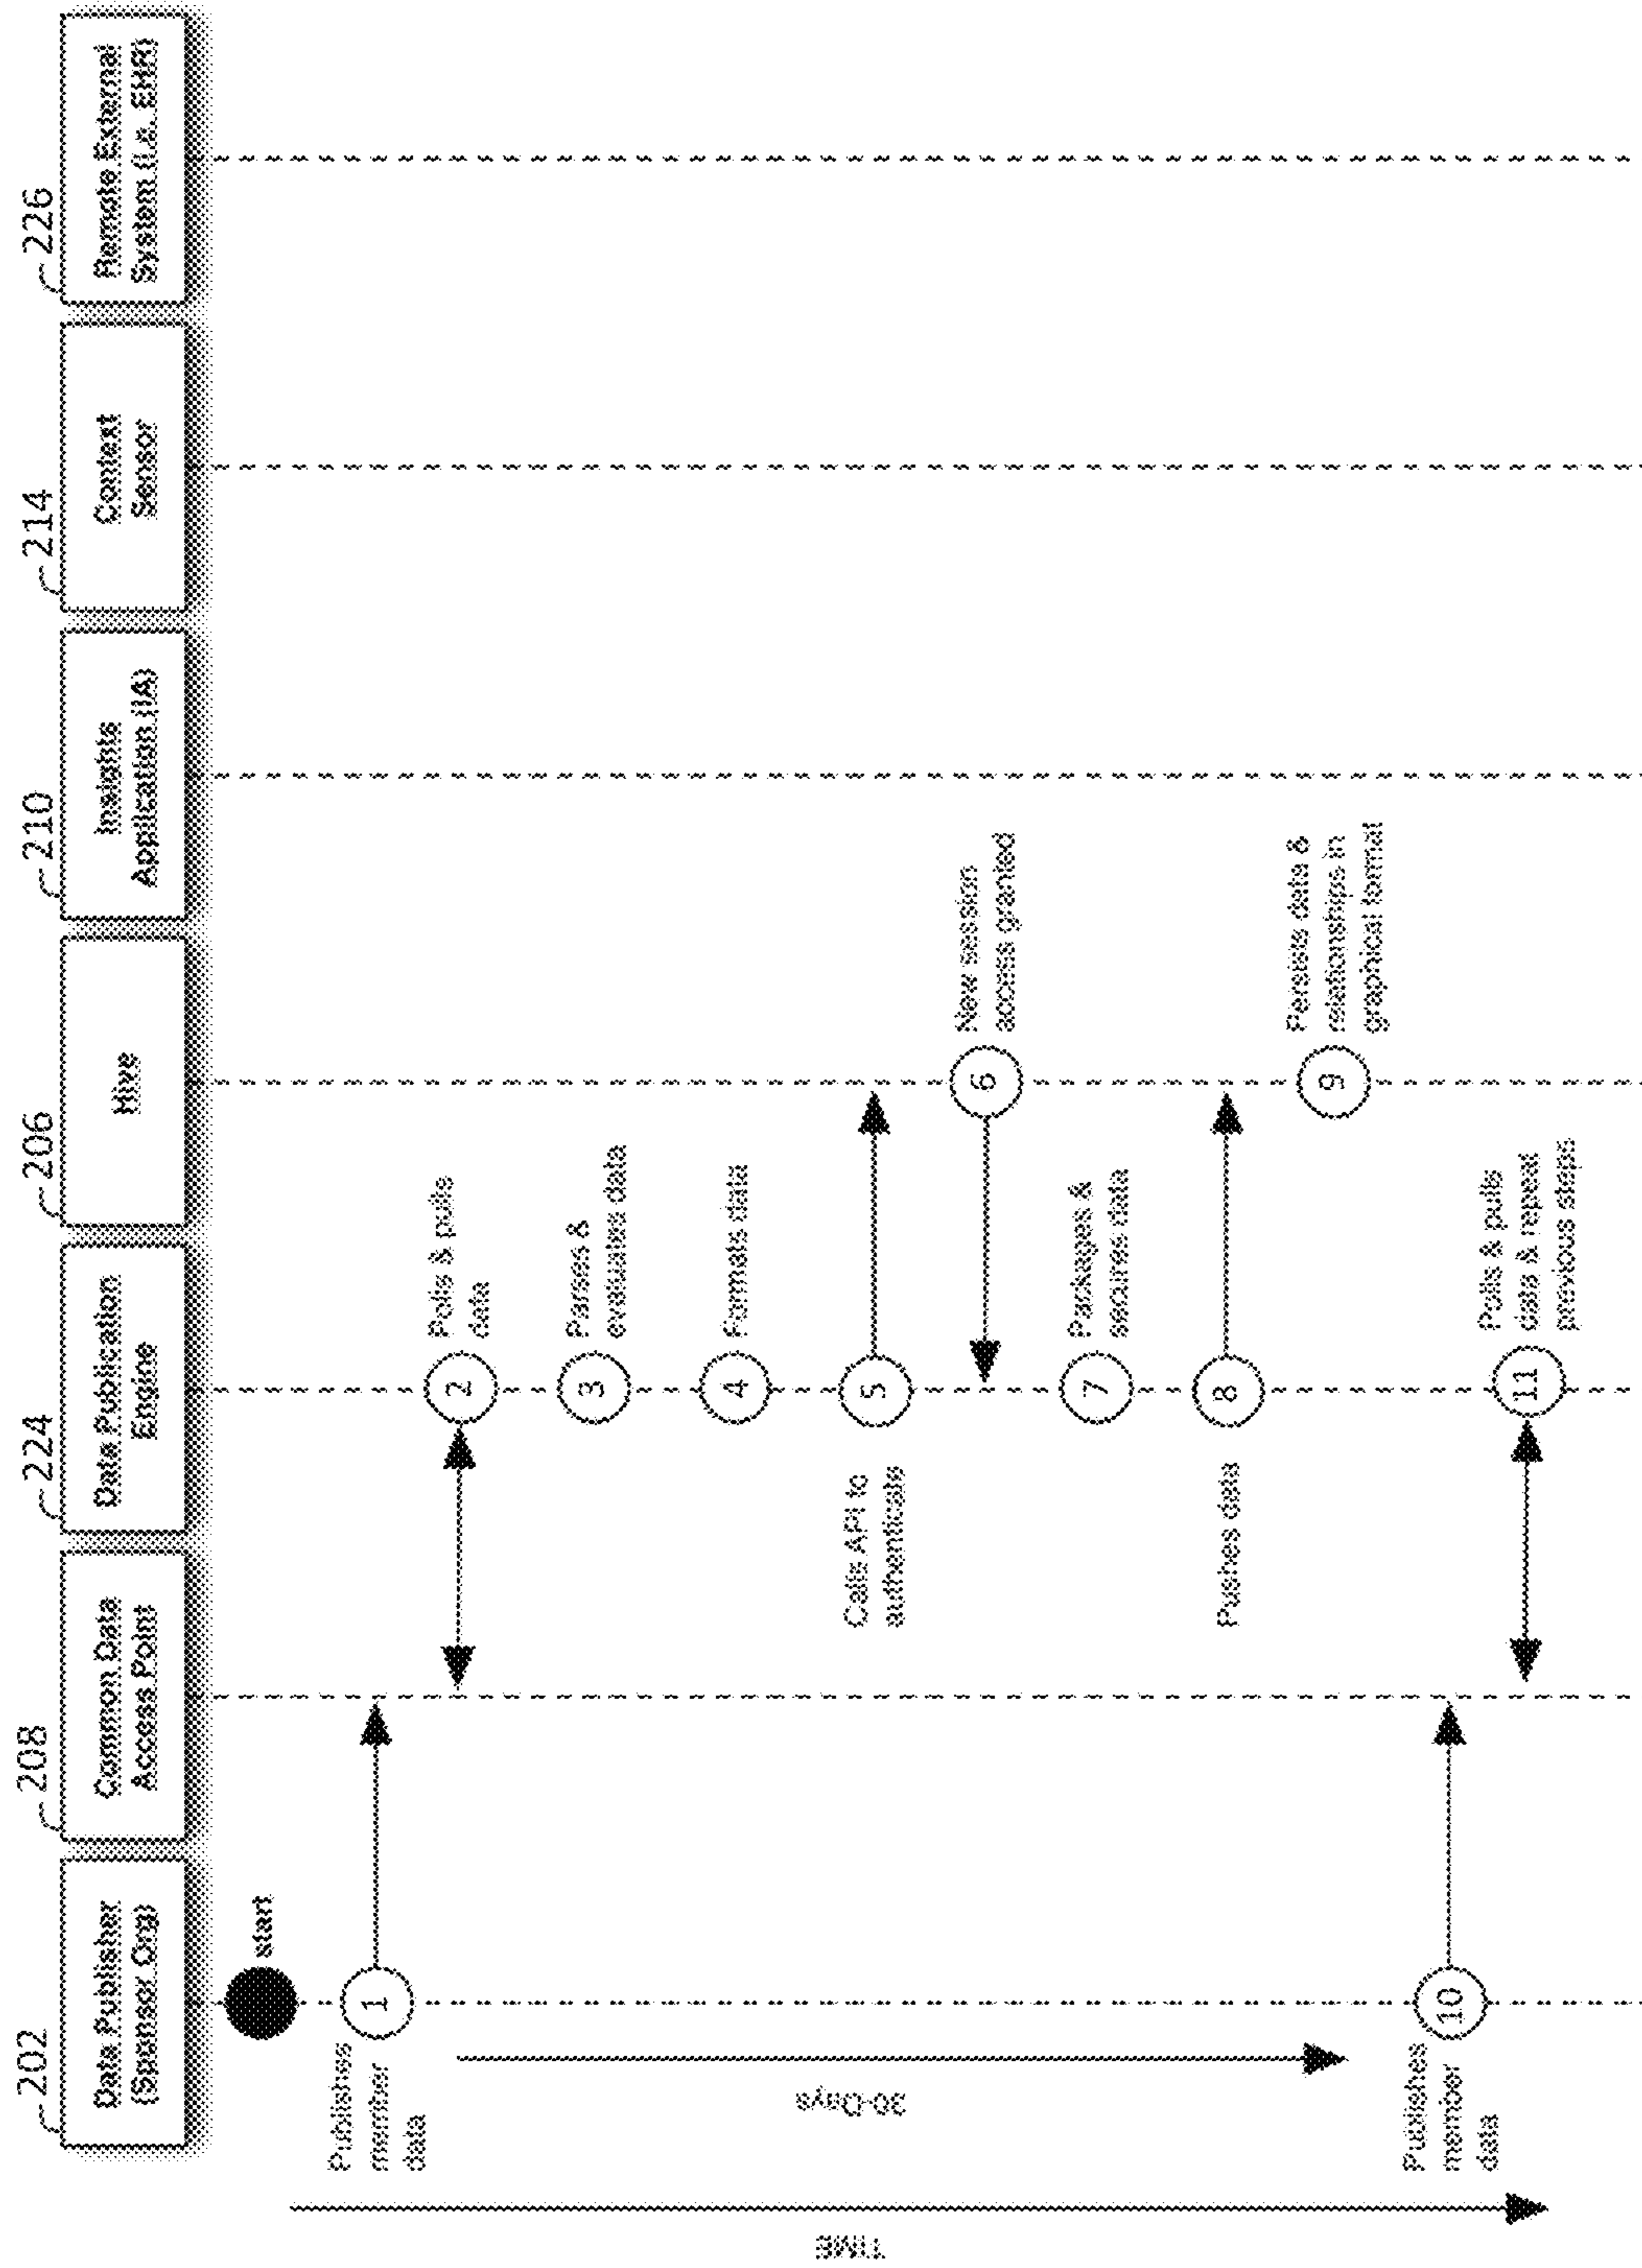 202
Data Publisher
(Sponsor Org)
208
Common Data
Access Point
224
Data Publication
Engine
206
Hive
210
Insights
Application (IA)
214
Context
Sensor
226
Remote External
System (i.e. EHR)
start
Publishes
member
data
1
2
Polls & pulls
data
3
Parses &
evaluates data
4
Formats data
Calls API to
authenticate
5
6
New session
access granted
7
Packages &
secures data
Pushes data
8
9
Persists data &
relationships in
graphical format
30-Days
Publishes
member
data
10
11
Polls & pulls
data & repeat
previous steps
TIME